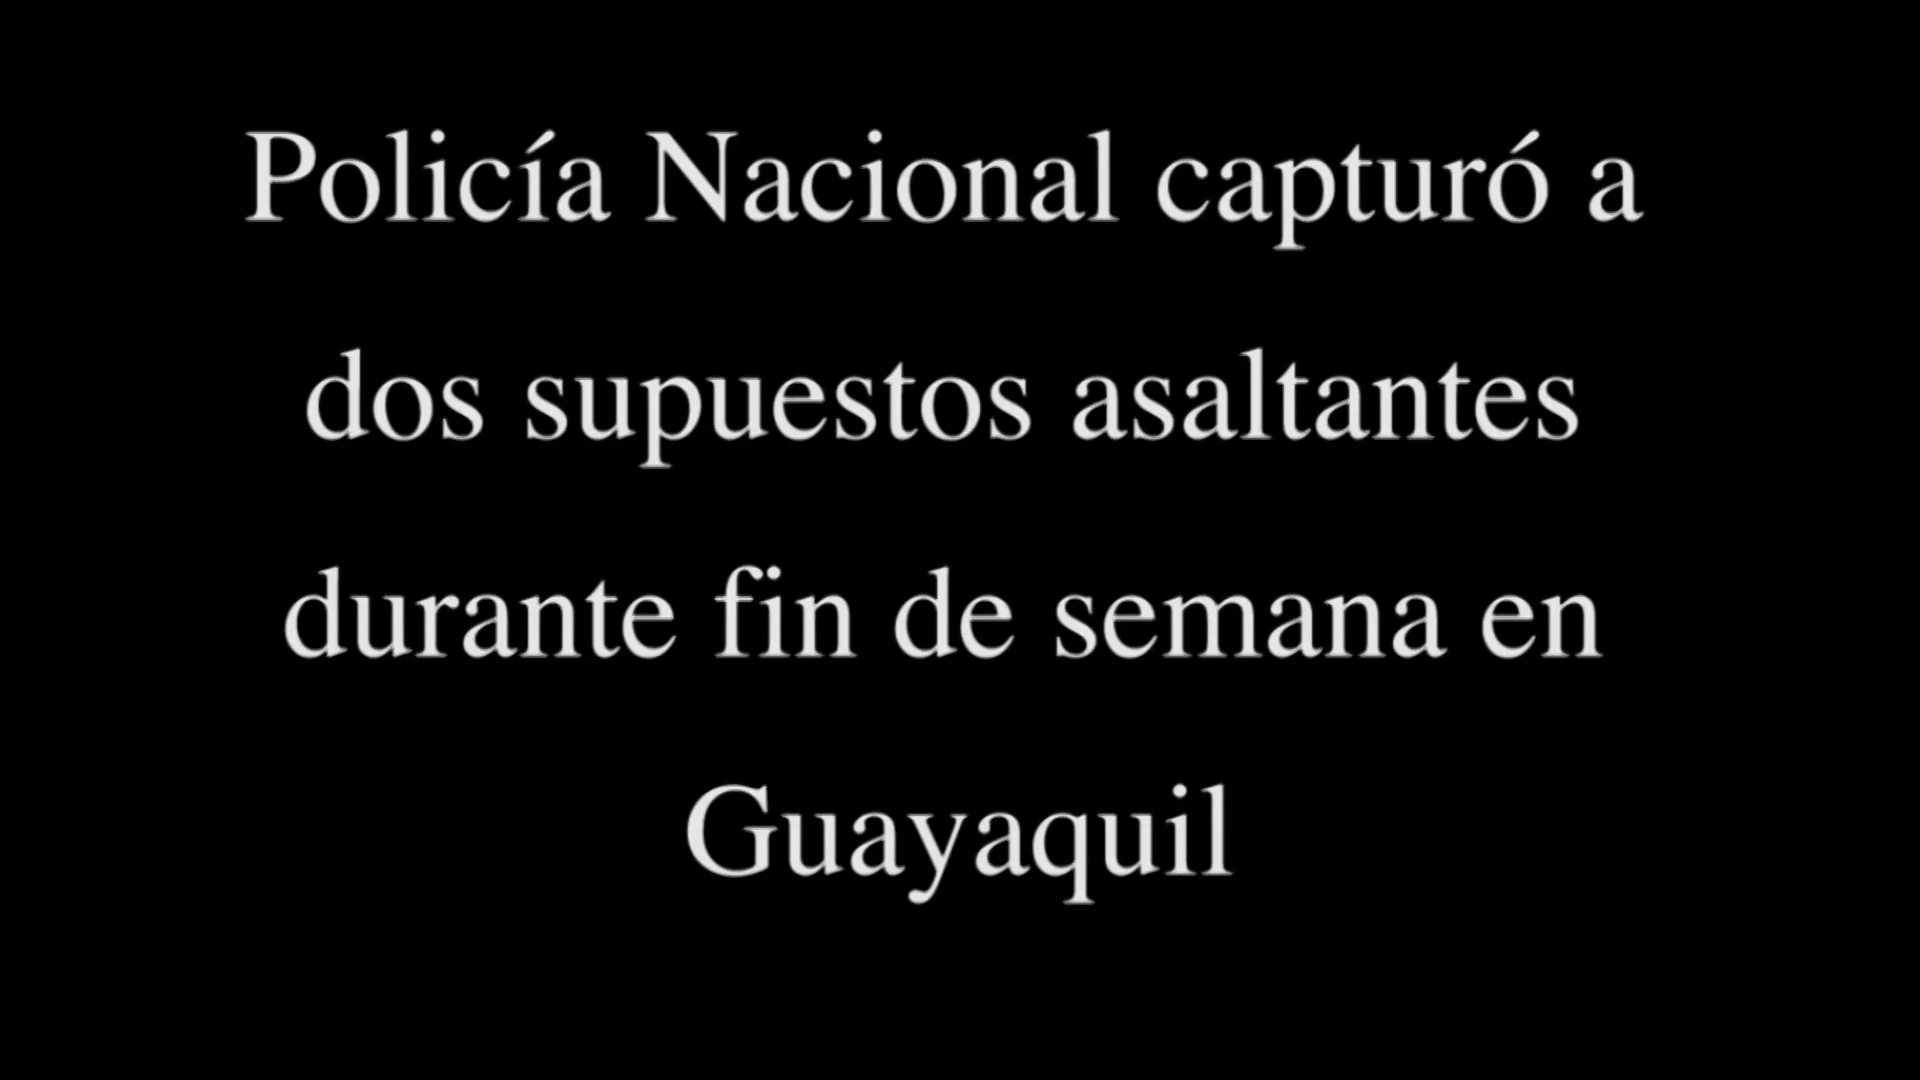 Policía Nacional capturó a
dos supuestos asaltantes
durante fin de semana en
Guayaquil